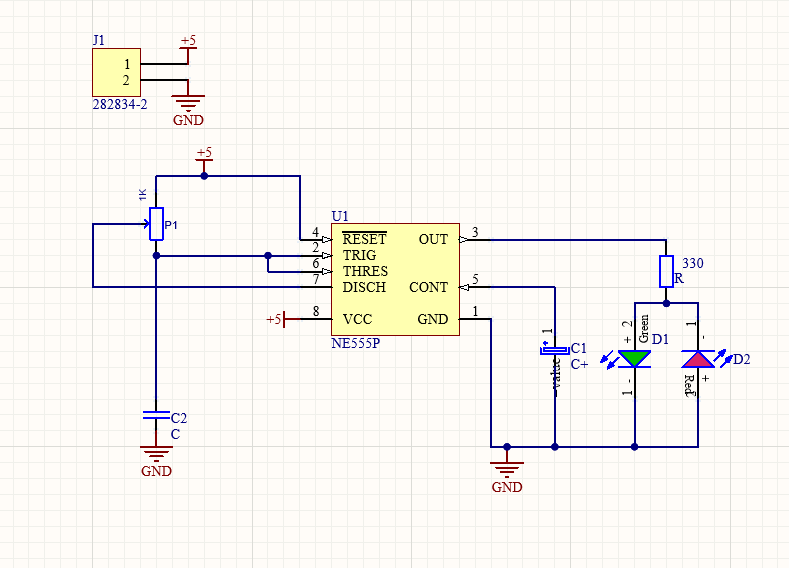 J1
+5
1
2
282834-2
GND
+5
1K
P1
U1
4
RESET
OUT
3
2
TRIG
6
THRES
7
DISCH
CONT
5
+5
8
VCC
GND
1
NE555P
330
R
1
+
C1
C+
=value
+ 2
Green
D1
1 -
1
-
D2
+
Red
C2
C
GND
GND